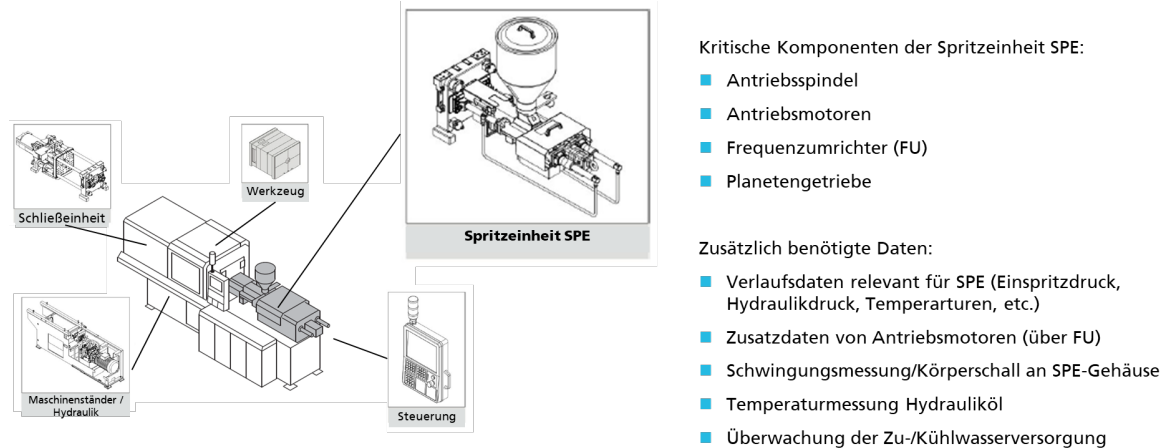 Schließeinheit
Werkzeug
Spritzeinheit SPE
Maschinenständer /
Hydraulik
Steuerung
Kritische Komponenten der Spritzeinheit SPE:
Antriebsspindel
Antriebsmotoren
Frequenzumrichter (FU)
Planetengetriebe
Zusätzlich benötigte Daten:
Verlaufsdaten relevant für SPE (Einspritzdruck,
Hydraulikdruck, Temperarturen, etc.)
Zusatzdaten von Antriebsmotoren (über FU)
Schwingungsmessung/Körperschall an SPE-Gehäuse
Temperaturmessung Hydrauliköl
Überwachung der Zu-/Kühlwasserversorgung